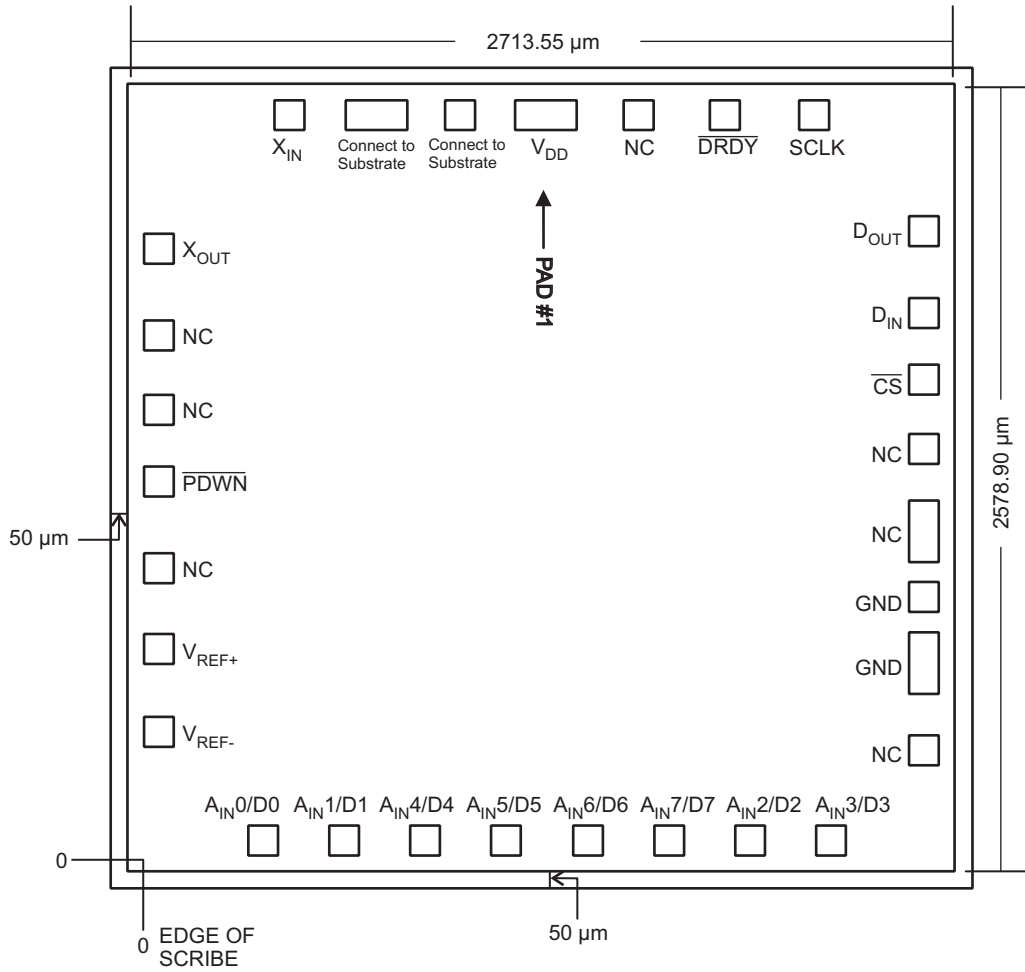 2713.55 µm
X_IN
Connect to
Substrate
Connect to
Substrate
V_DD
NC
DRDY
SCLK
PAD #1
X_OUT
NC
NC
PDWN
50 µm
NC
V_REF+
V_REF-
D_OUT
D_IN
CS
NC
NC
GND
GND
NC
2578.90 µm
A_IN0/D0 A_IN1/D1 A_IN4/D4 A_IN5/D5 A_IN6/D6 A_IN7/D7 A_IN2/D2 A_IN3/D3
0
0 EDGE OF
SCRIBE
50 µm